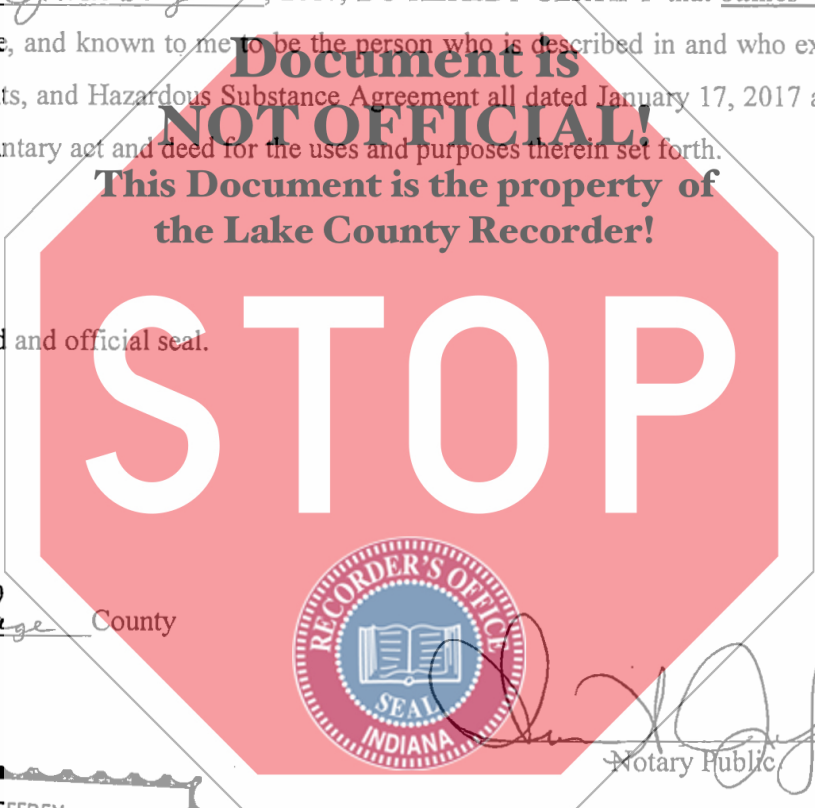 , and known to me to be the person who is described in and who ex
Document is
ts, and Hazardous Substance Agreement all dated January 17, 2017 a
NOT OFFICIAL!
ntary act and deed for the uses and purposes therein set forth.
This Document is the property of
the Lake County Recorder!
d and official seal.
STOP
County
RECORDER'S OFFICE
SEAL
INDIANA
Notary Public